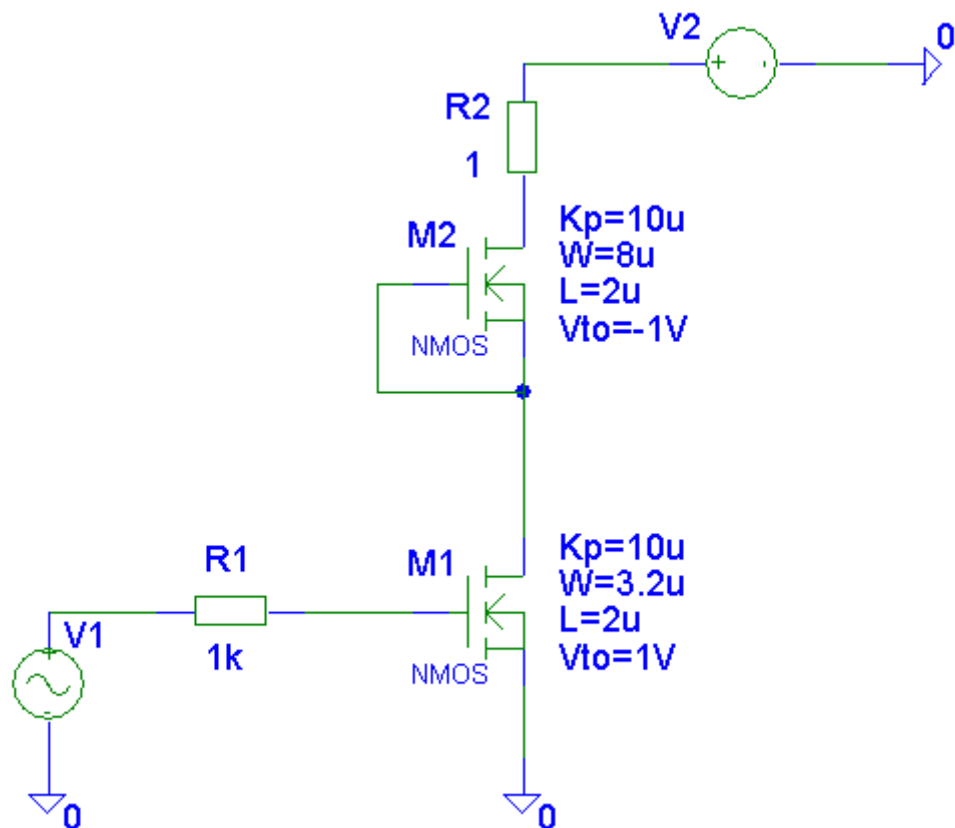 V2
0
+ -
R2
1
M2
Kp=10u
W=8u
L=2u
Vto=-1V
NMOS
R1
1k
M1
Kp=10u
W=3.2u
L=2u
Vto=1V
NMOS
V1
+
-
0
0